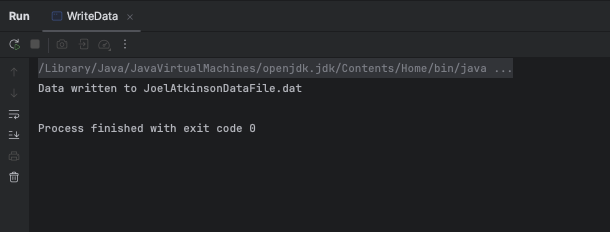 Run WriteData ×
/Library/Java/JavaVirtualMachines/openjdk.jdk/Contents/Home/bin/java ...
Data written to JoelAtkinsonDataFile.dat
Process finished with exit code 0